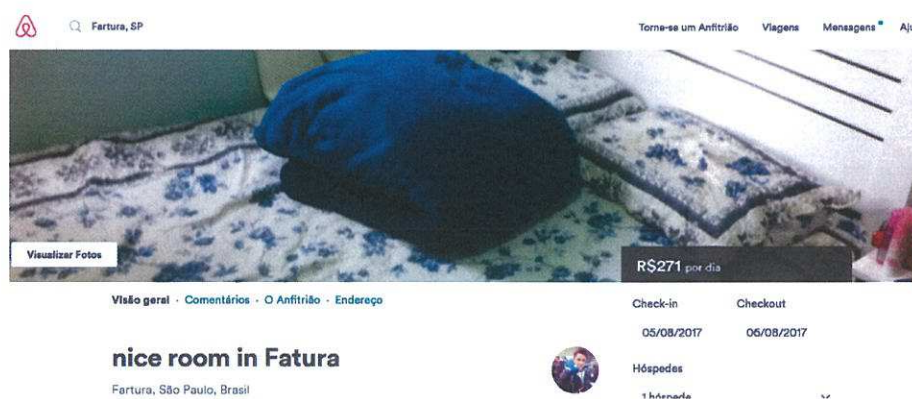 Fartura, SP
Torne-se um Anfitrião Viagens Mensagens
Visualizar Fotos
R$271 por dia
Visão geral · Comentários · O Anfitrião · Endereço
Check-in Checkout
05/08/2017 06/08/2017
nice room in Fatura
Hóspedes
Fartura, São Paulo, Brasil
1 hóspede